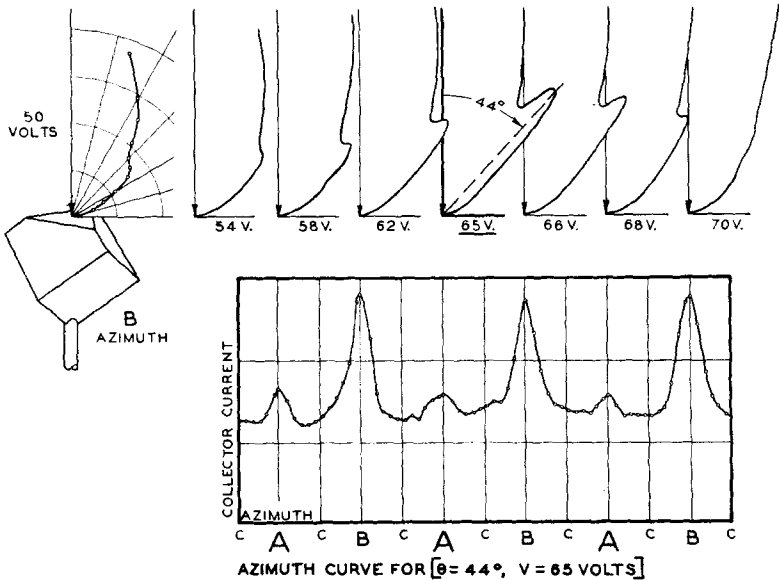 50
VOLTS
44°
54 V.
58 V.
62 V.
65 V.
66 V.
68 V.
70 V.
B
AZIMUTH
COLLECTOR CURRENT
AZIMUTH
C A C B C A C B C A C B C
AZIMUTH CURVE FOR [θ = 44°, V = 65 VOLTS]